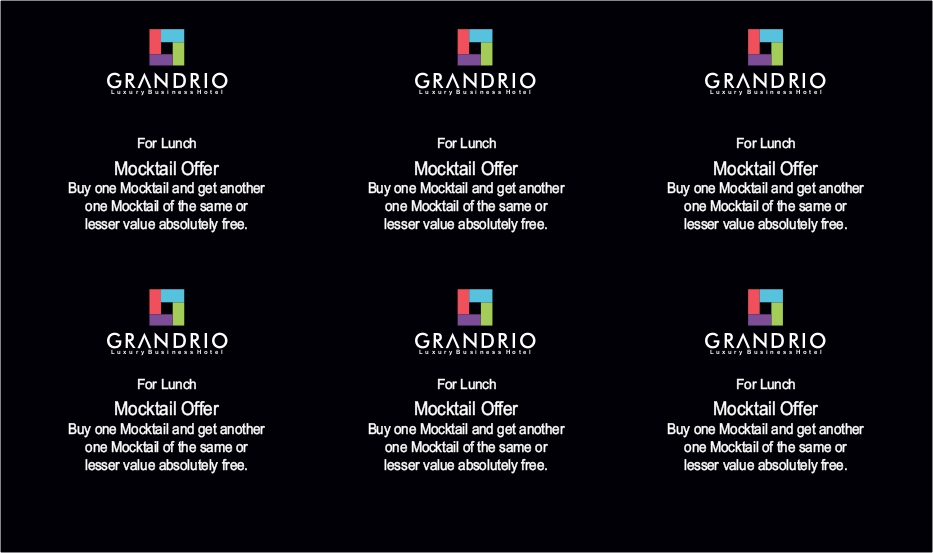 GRANDRIO
Luxury Business Hotel
For Lunch
Mocktail Offer
Buy one Mocktail and get another
one Mocktail of the same or
lesser value absolutely free.
GRANDRIO
Luxury Business Hotel
For Lunch
Mocktail Offer
Buy one Mocktail and get another
one Mocktail of the same or
lesser value absolutely free.
GRANDRIO
Luxury Business Hotel
For Lunch
Mocktail Offer
Buy one Mocktail and get another
one Mocktail of the same or
lesser value absolutely free.
GRANDRIO
Luxury Business Hotel
For Lunch
Mocktail Offer
Buy one Mocktail and get another
one Mocktail of the same or
lesser value absolutely free.
GRANDRIO
Luxury Business Hotel
For Lunch
Mocktail Offer
Buy one Mocktail and get another
one Mocktail of the same or
lesser value absolutely free.
GRANDRIO
Luxury Business Hotel
For Lunch
Mocktail Offer
Buy one Mocktail and get another
one Mocktail of the same or
lesser value absolutely free.